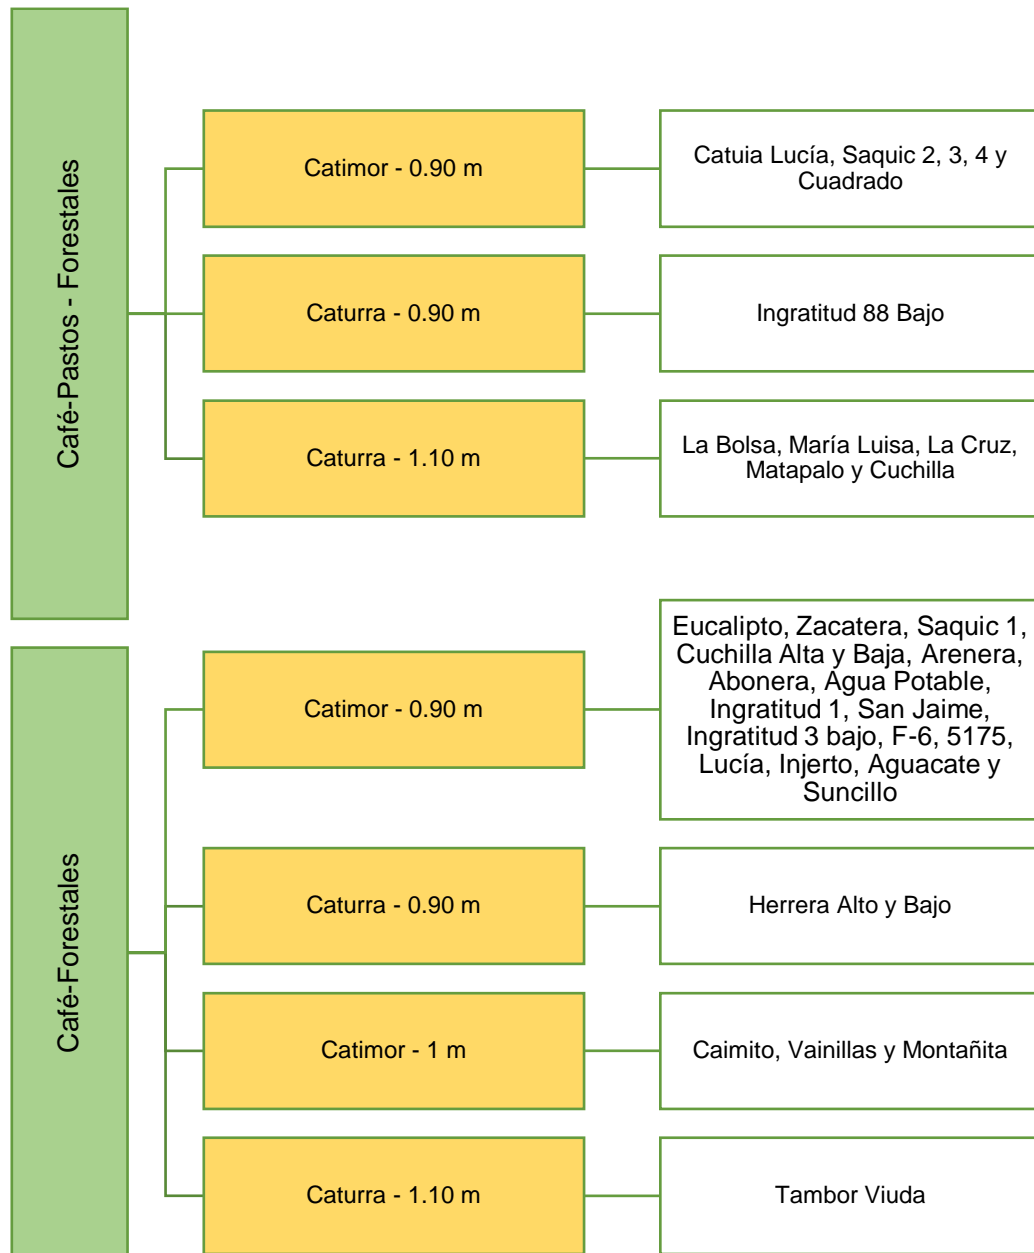 Café-Pastos - Forestales
Catimor - 0.90 m
Catuia Lucía, Saquic 2, 3, 4 y
Cuadrado
Caturra - 0.90 m
Ingratitud 88 Bajo
Caturra - 1.10 m
La Bolsa, María Luisa, La Cruz,
Matapalo y Cuchilla
Café-Forestales
Catimor - 0.90 m
Eucalipto, Zacatera, Saquic 1,
Cuchilla Alta y Baja, Arenera,
Abonera, Agua Potable,
Ingratitud 1, San Jaime,
Ingratitud 3 bajo, F-6, 5175,
Lucía, Injerto, Aguacate y
Suncillo
Caturra - 0.90 m
Herrera Alto y Bajo
Catimor - 1 m
Caimito, Vainillas y Montañita
Caturra - 1.10 m
Tambor Viuda